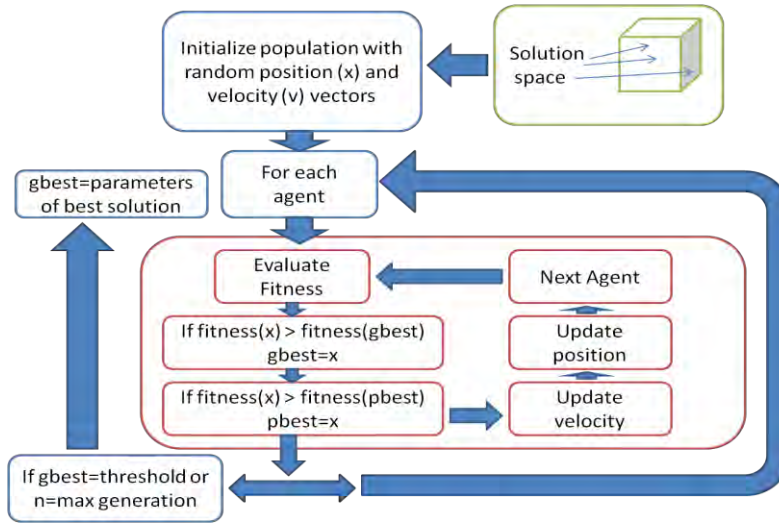 Initialize population with
random position (x) and
velocity (v) vectors
Solution
space
For each
agent
gbest=parameters
of best solution
Evaluate
Fitness
Next Agent
If fitness(x) > fitness(gbest)
gbest=x
Update
position
If fitness(x) > fitness(pbest)
pbest=x
Update
velocity
If gbest=threshold or
n=max generation